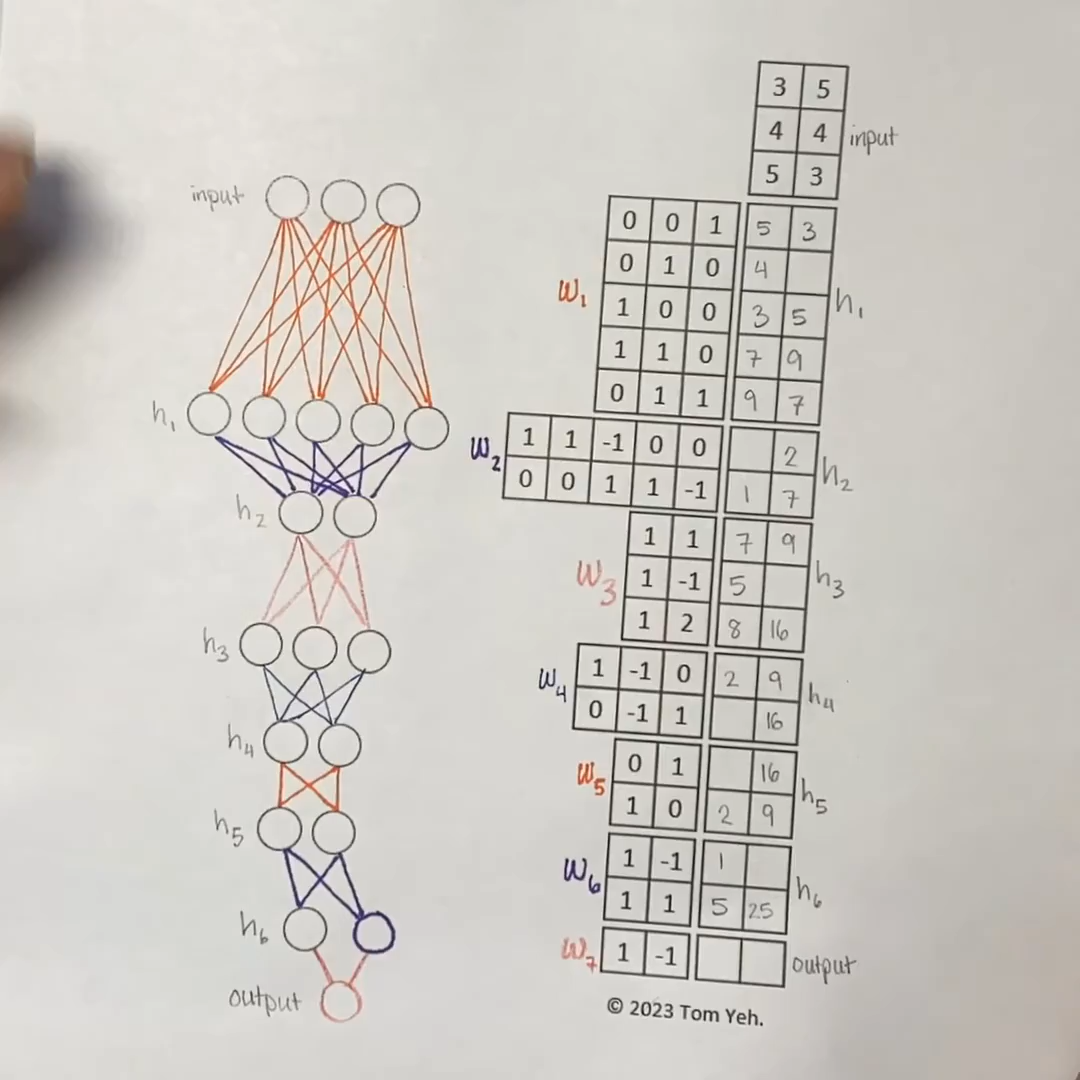 3 5
4 4
5 3
input
input
W1
0 0 1
0 1 0
1 0 0
1 1 0
0 1 1
5 3
4
3 5
7 9
9 7
h1
h1
W2
1 1 -1 0 0
0 0 1 1 -1
2
1 7
h2
h2
W3
1 1
1 -1
1 2
7 9
5
8 16
h3
h3
W4
1 -1 0
0 -1 1
2 9
16
h4
h4
W5
0 1
1 0
16
2 9
h5
h5
W6
1 -1
1 1
1
5 25
h6
h6
W7
1 -1
output
output
© 2023 Tom Yeh.